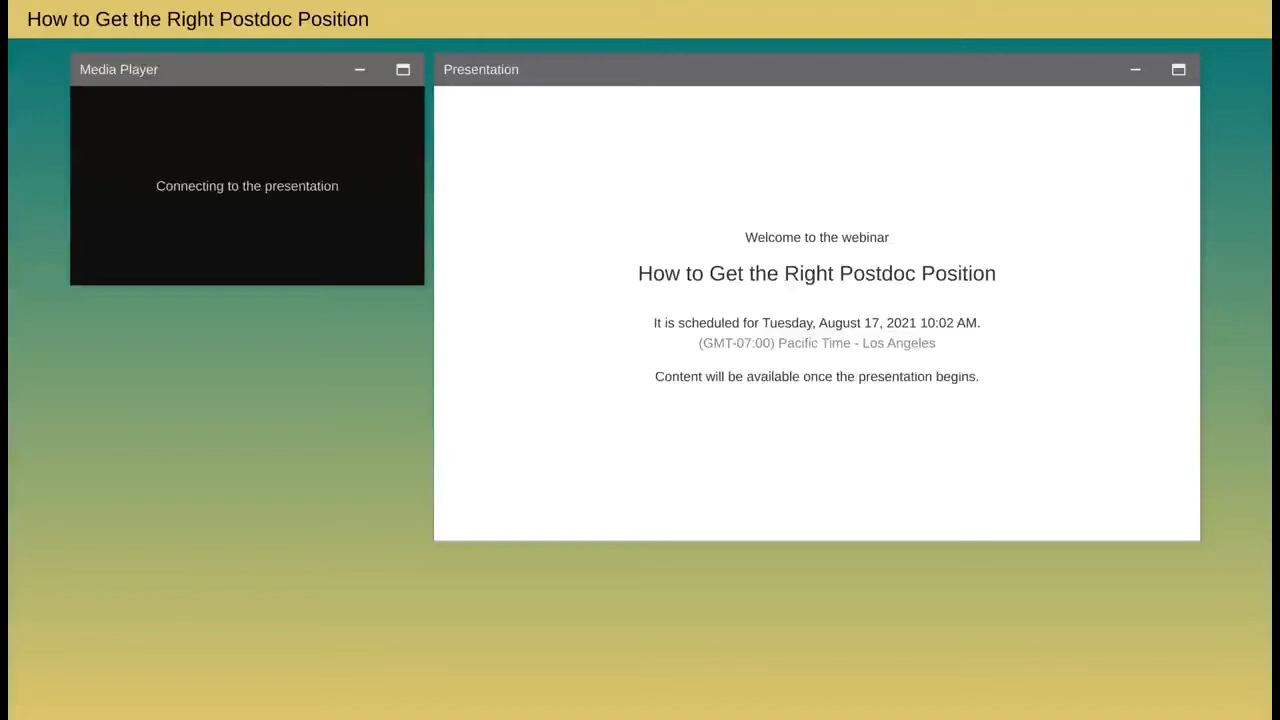 How to Get the Right Postdoc Position
Media Player
Connecting to the presentation
Presentation
Welcome to the webinar
How to Get the Right Postdoc Position
It is scheduled for Tuesday, August 17, 2021 10:02 AM.
(GMT-07:00) Pacific Time - Los Angeles
Content will be available once the presentation begins.